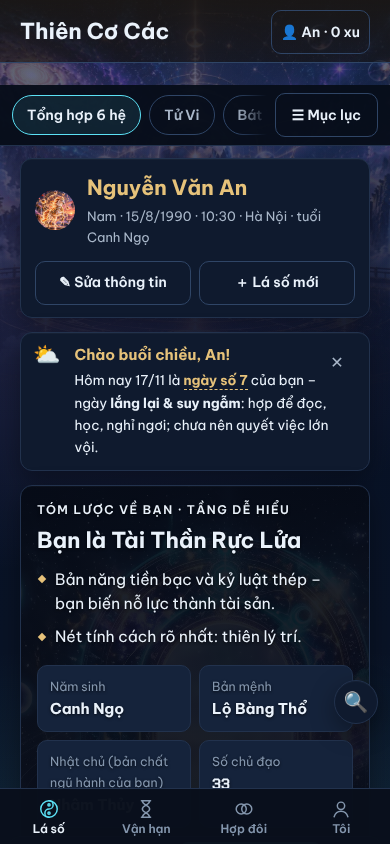 Thiên Cơ Các
An · 0 xu
Tổng hợp 6 hệ
Tử Vi
Bát
☰ Mục lục
Nguyễn Văn An
Nam · 15/8/1990 · 10:30 · Hà Nội · tuổi
Canh Ngọ
✎ Sửa thông tin
+ Lá số mới
Chào buổi chiều, An!
×
Hôm nay 17/11 là ngày số 7 của bạn –
ngày lắng lại & suy ngẫm: hợp để đọc,
học, nghỉ ngơi; chưa nên quyết việc lớn
vội.
TÓM LƯỢC VỀ BẠN · TẦNG DỄ HIỂU
Bạn là Tài Thần Rực Lửa
Bản năng tiền bạc và kỷ luật thép –
bạn biến nỗ lực thành tài sản.
Nét tính cách rõ nhất: thiên lý trí.
Năm sinh
Canh Ngọ
Bản mệnh
Lộ Bàng Thổ
Nhật chủ (bản chất
ngũ hành của bạn)
Số chủ đạo
33
Lá số
Vận hạn
Hợp đôi
Tôi